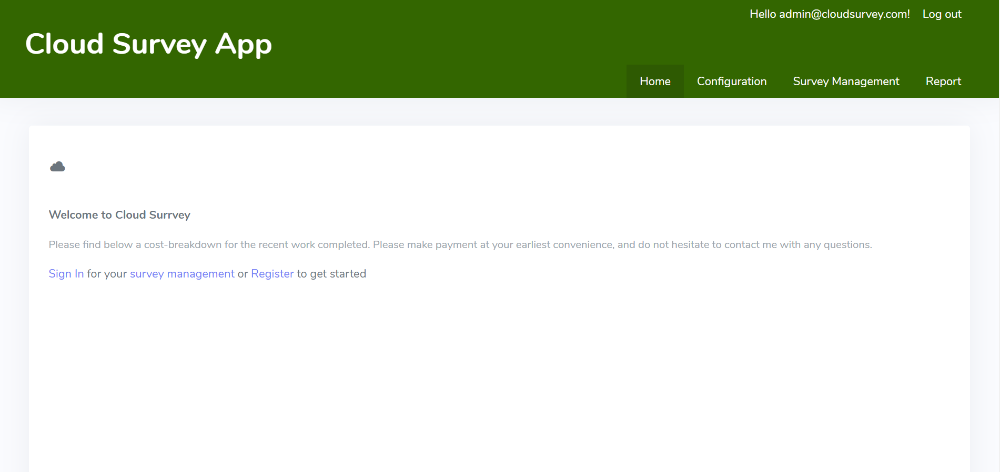 Hello admin@cloudsurvey.com! Log out
Cloud Survey App
Home Configuration Survey Management Report
Welcome to Cloud Surrvey
Please find below a cost-breakdown for the recent work completed. Please make payment at your earliest convenience, and do not hesitate to contact me with any questions.
Sign In for your survey management or Register to get started